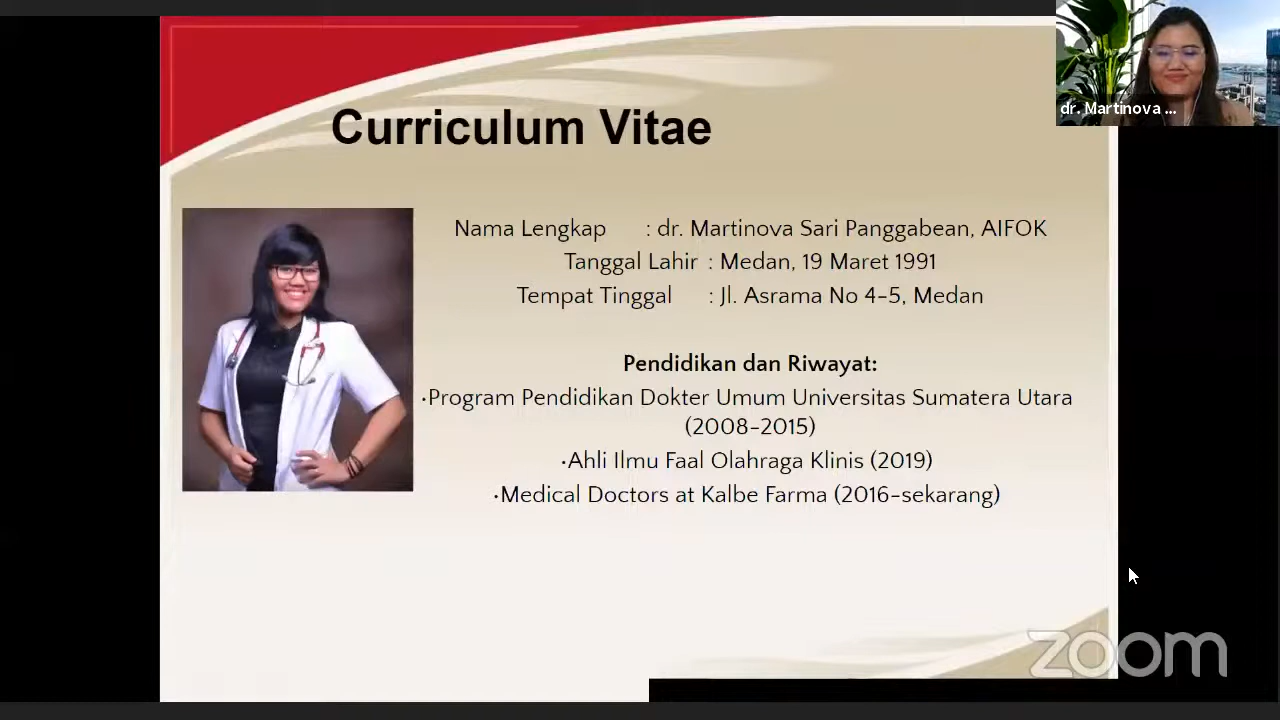 Curriculum Vitae
dr. Martinova ...
Nama Lengkap : dr. Martinova Sari Panggabean, AIFOK
Tanggal Lahir : Medan, 19 Maret 1991
Tempat Tinggal : Jl. Asrama No 4-5, Medan
Pendidikan dan Riwayat:
•Program Pendidikan Dokter Umum Universitas Sumatera Utara
(2008-2015)
•Ahli Ilmu Faal Olahraga Klinis (2019)
•Medical Doctors at Kalbe Farma (2016-sekarang)
zoom